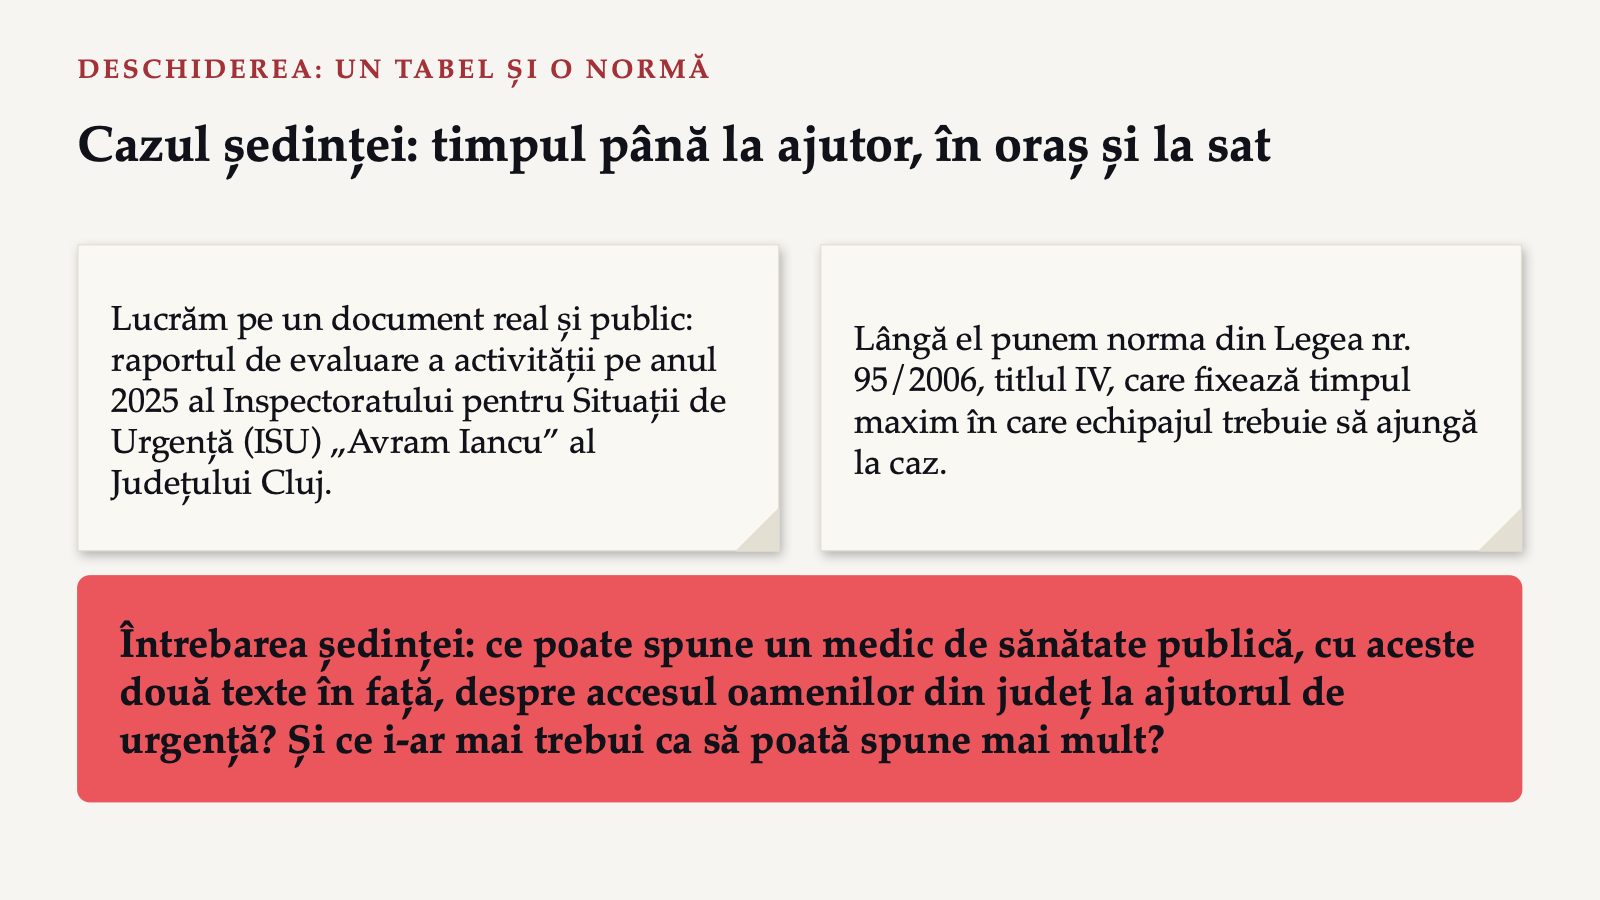 DESCHIDEREA: UN TABEL ȘI O NORMĂ
Cazul ședinței: timpul până la ajutor, în oraș și la sat
Lucrăm pe un document real și public:
raportul de evaluare a activității pe anul
2025 al Inspectoratului pentru Situații de
Urgență (ISU) „Avram Iancu” al
Județului Cluj.
Lângă el punem norma din Legea nr.
95/2006, titlul IV, care fixează timpul
maxim în care echipajul trebuie să ajungă
la caz.
Întrebarea ședinței: ce poate spune un medic de sănătate publică, cu aceste
două texte în față, despre accesul oamenilor din județ la ajutorul de
urgență? Și ce i-ar mai trebui ca să poată spune mai mult?